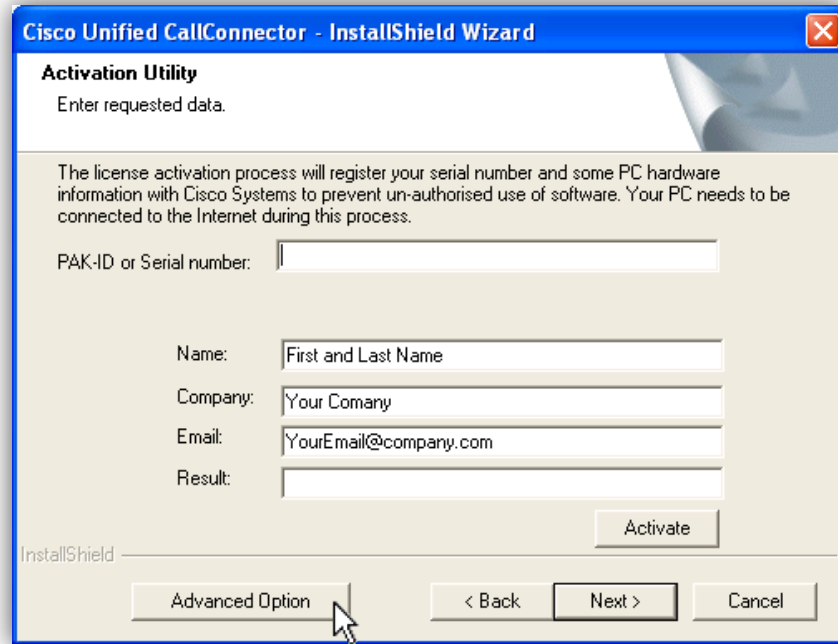 Cisco Unified CallConnector - InstallShield Wizard
Activation Utility
Enter requested data.
The license activation process will register your serial number and some PC hardware
information with Cisco Systems to prevent un-authorised use of software. Your PC needs to be
connected to the Internet during this process.
PAK-ID or Serial number:
Name: First and Last Name
Company: Your Comany
Email: YourEmail@company.com
Result:
Activate
InstallShield
Advanced Option < Back Next > Cancel